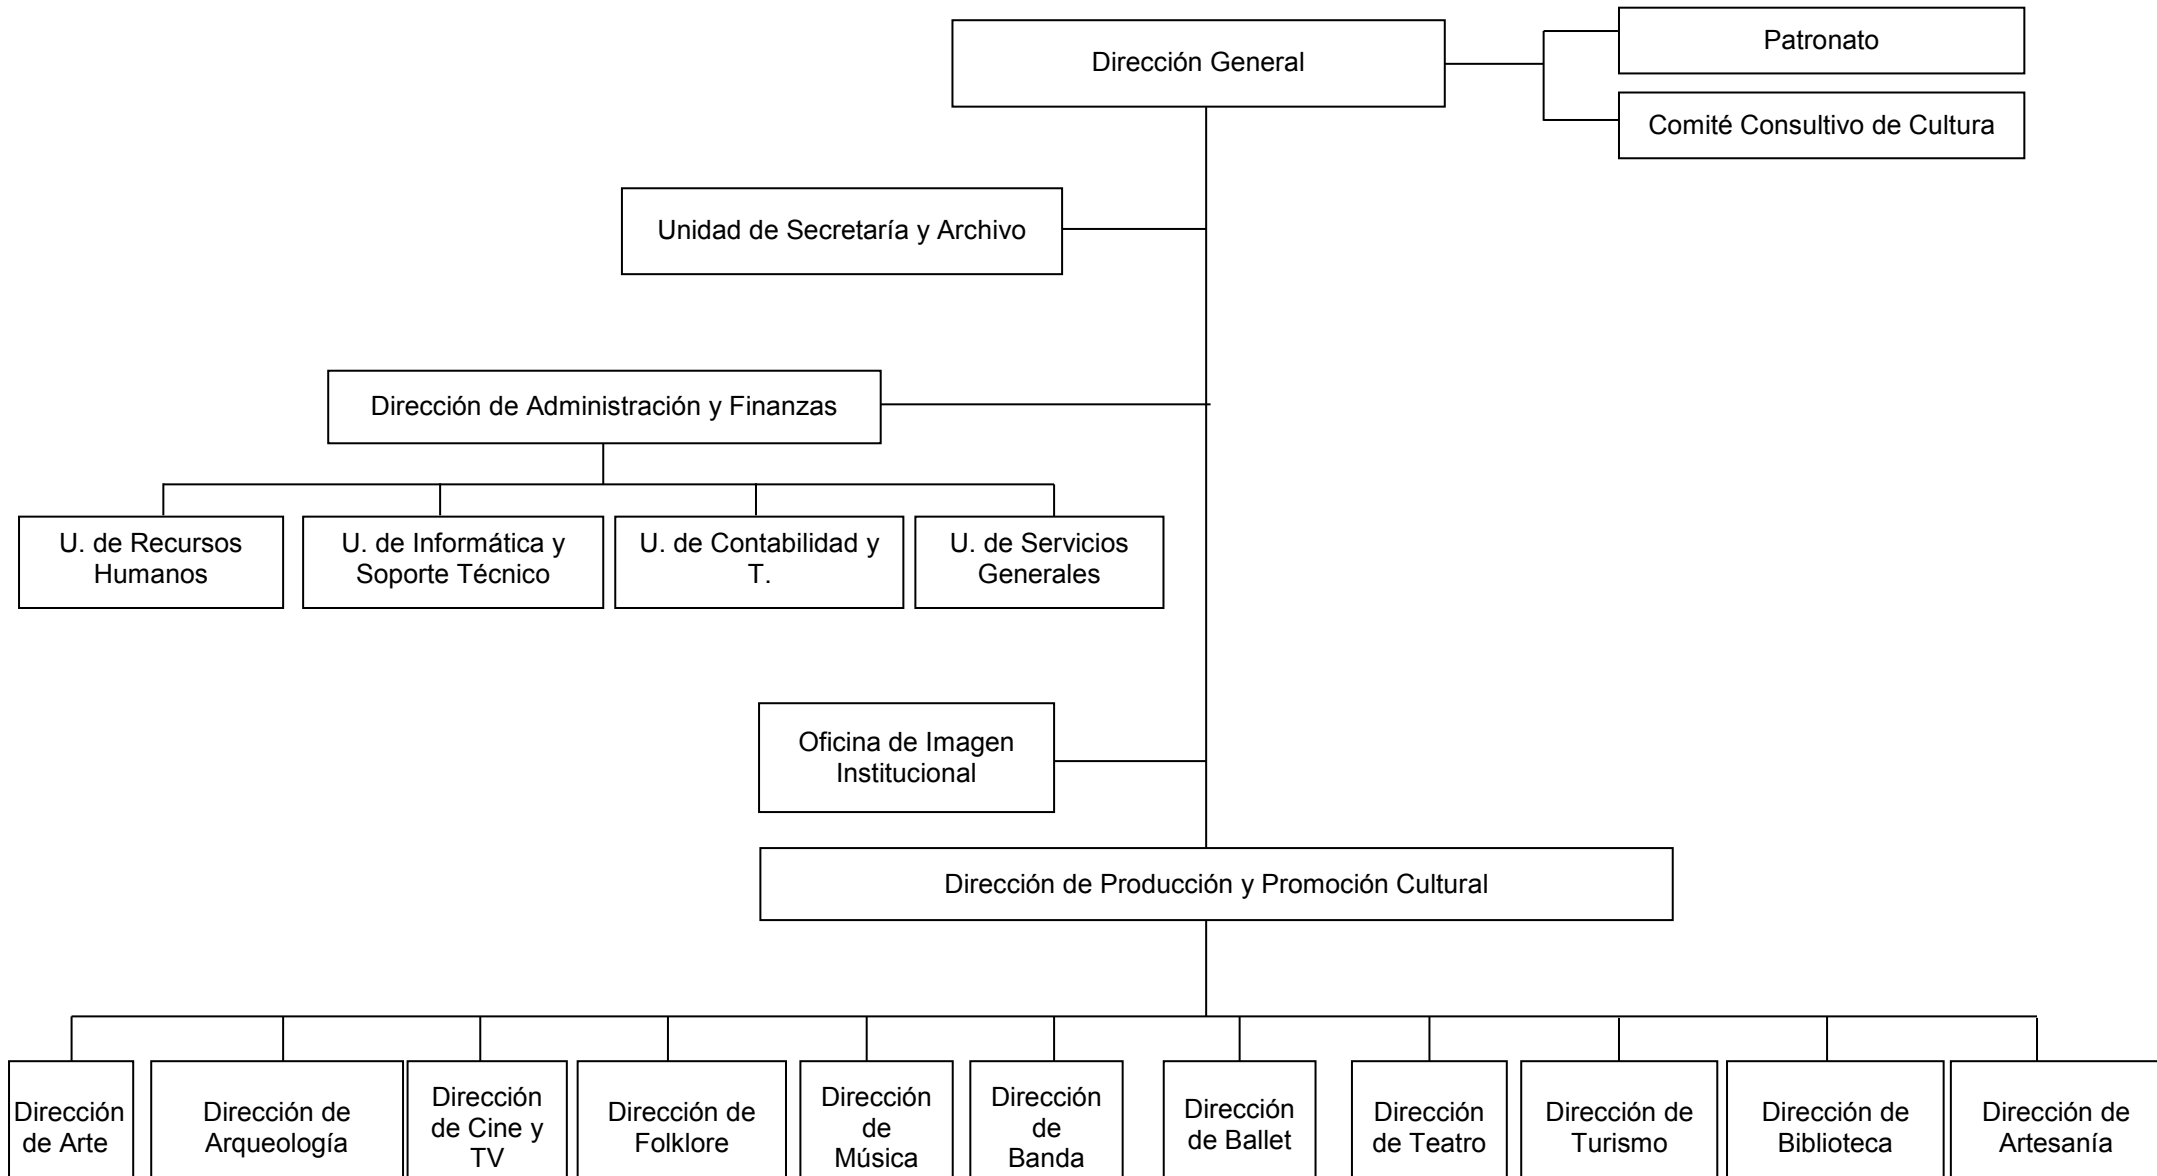 Dirección General
Patronato
Comité Consultivo de Cultura
Unidad de Secretaría y Archivo
Dirección de Administración y Finanzas
U. de Recursos
Humanos
U. de Informática y
Soporte Técnico
U. de Contabilidad y
T.
U. de Servicios
Generales
Oficina de Imagen
Institucional
Dirección de Producción y Promoción Cultural
Dirección
de Arte
Dirección de
Arqueología
Dirección
de Cine y
TV
Dirección de
Folklore
Dirección
de
Música
Dirección
de
Banda
Dirección
de Ballet
Dirección
de Teatro
Dirección de
Turismo
Dirección de
Biblioteca
Dirección de
Artesanía